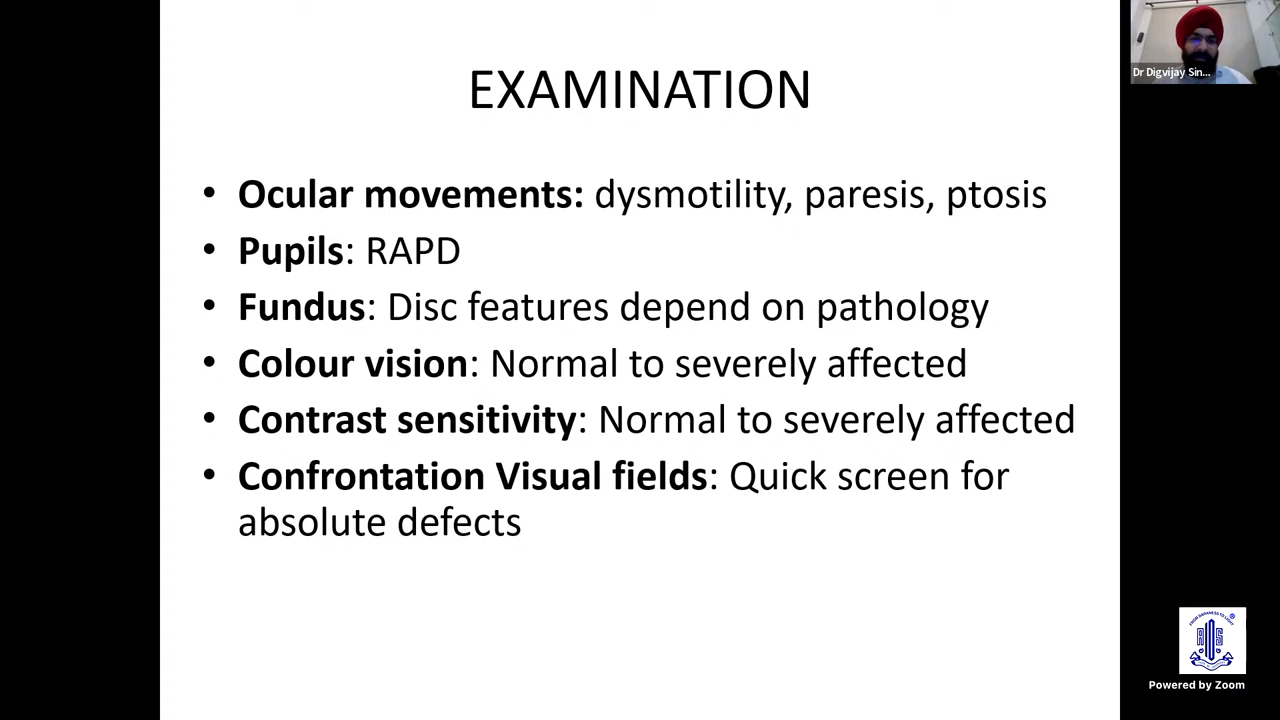 EXAMINATION
• Ocular movements: dysmotility, paresis, ptosis
• Pupils: RAPD
• Fundus: Disc features depend on pathology
• Colour vision: Normal to severely affected
• Contrast sensitivity: Normal to severely affected
• Confrontation Visual fields: Quick screen for
absolute defects
Dr Digvijay Sin...
Powered by Zoom